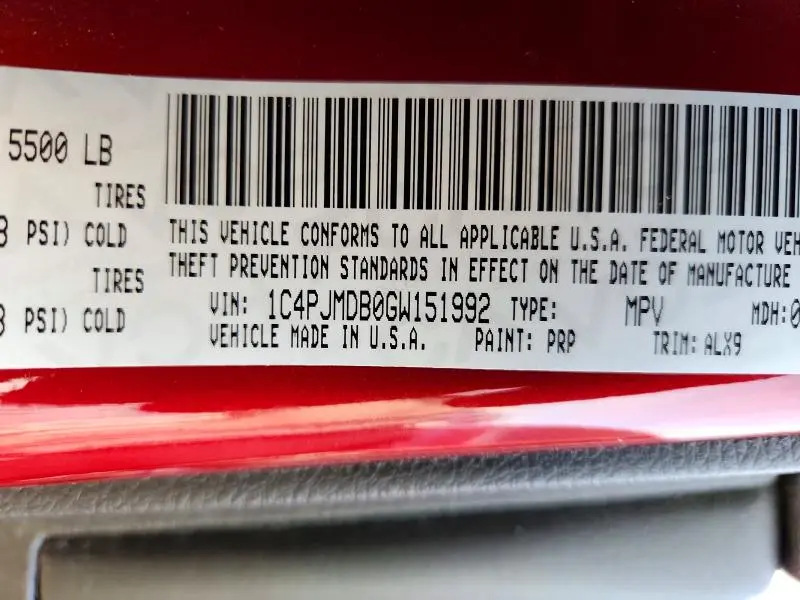 5500 LB
TIRES
PSI) COLD
TIRES
PSI) COLD
THIS VEHICLE CONFORMS TO ALL APPLICABLE U.S.A. FEDERAL MOTOR VEH
THEFT PREVENTION STANDARDS IN EFFECT ON THE DATE OF MANUFACTURE
VIN: 1C4PJMDB0GW151992 TYPE: MPV MDH:0
VEHICLE MADE IN U.S.A. PAINT: PRP TRIM: ALX9